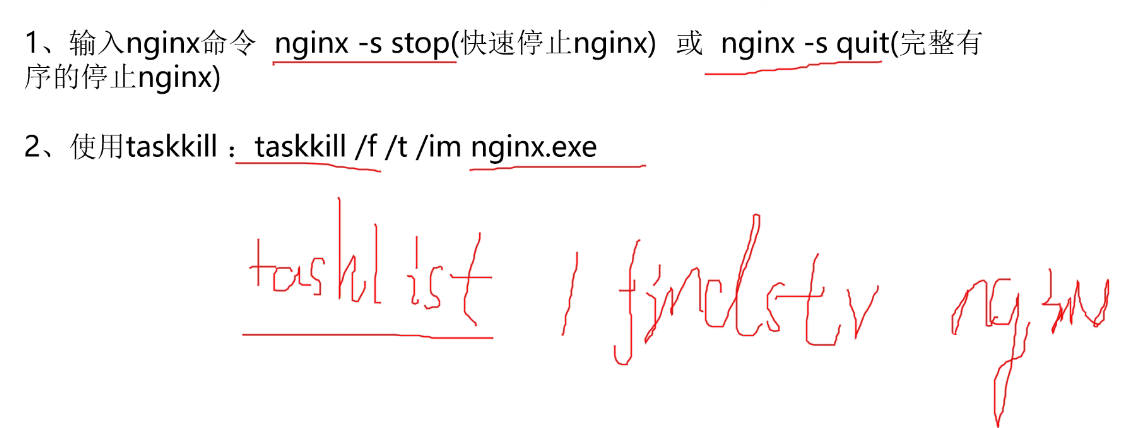 1、输入nginx命令 nginx -s stop(快速停止nginx) 或 nginx -s quit(完整有
序的停止nginx)
2、使用taskkill ：taskkill /f /t /im nginx.exe
tasklist | findstr nginx